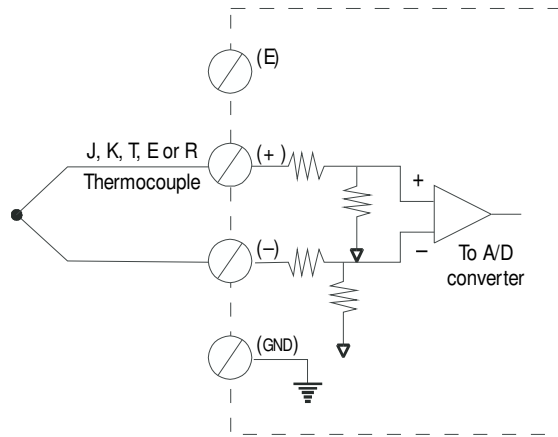 (E)
J, K, T, E or R
Thermocouple
(+)
+
(–)
–
To A/D
converter
(GND)